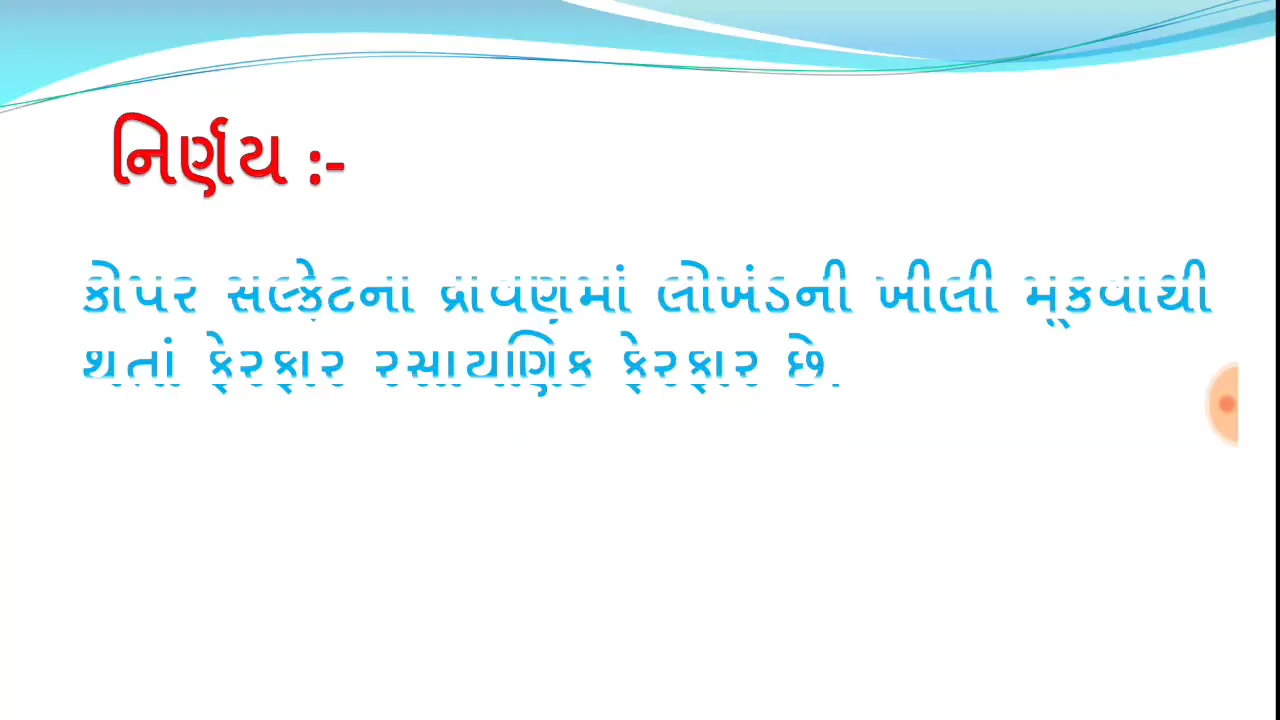 નિર્ણય :-
કોપર સલ્ફેટના દ્રાવણમાં લોખંડની ખીલી મૂકવાથી
થતાં ફેરફાર રસાયણિક ફેરફાર છે.